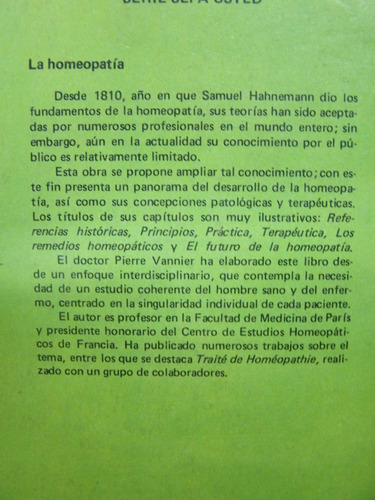 SERIE SEPA USTED
La homeopatía
Desde 1810, año en que Samuel Hahnemann dio los
fundamentos de la homeopatía, sus teorías han sido acepta-
das por numerosos profesionales en el mundo entero; sin
embargo, aún en la actualidad su conocimiento por el pú-
blico es relativamente limitado.
Esta obra se propone ampliar tal conocimiento; con es-
te fin presenta un panorama del desarrollo de la homeopa-
tía, así como sus concepciones patológicas y terapéuticas.
Los títulos de sus capítulos son muy ilustrativos: Refe-
rencias históricas, Principios, Práctica, Terapéutica, Los
remedios homeopáticos y El futuro de la homeopatía.
El doctor Pierre Vannier ha elaborado este libro des-
de un enfoque interdisciplinario, que contempla la necesi-
dad de un estudio coherente del hombre sano y del enfer-
mo, centrado en la singularidad individual de cada paciente.
El autor es profesor en la Facultad de Medicina de París
y presidente honorario del Centro de Estudios Homeopáti-
cos de Francia. Ha publicado numerosos trabajos sobre el
tema, entre los que se destaca Traité de Homéopathie, reali-
zado con un grupo de colaboradores.